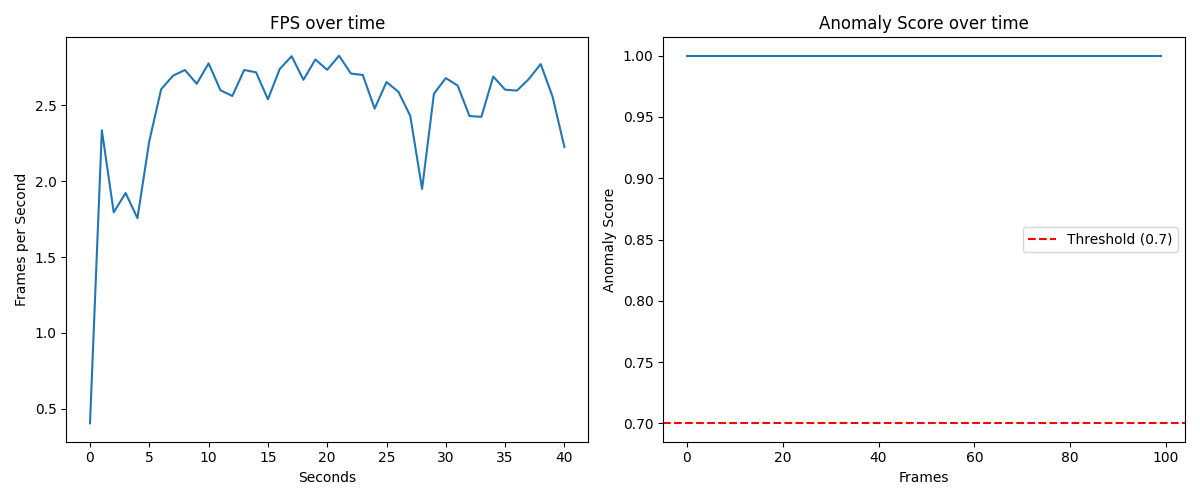 FPS over time
Frames per Second
2.5
2.0
1.5
1.0
0.5
0 5 10 15 20 25 30 35 40
Seconds
Anomaly Score over time
Anomaly Score
1.00
0.95
0.90
0.85
0.80
0.75
0.70
Threshold (0.7)
0 20 40 60 80 100
Frames